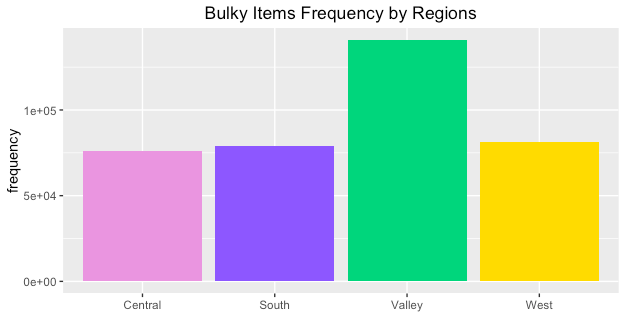 Bulky Items Frequency by Regions
frequency
1e+05
5e+04
0e+00
Central South Valley West